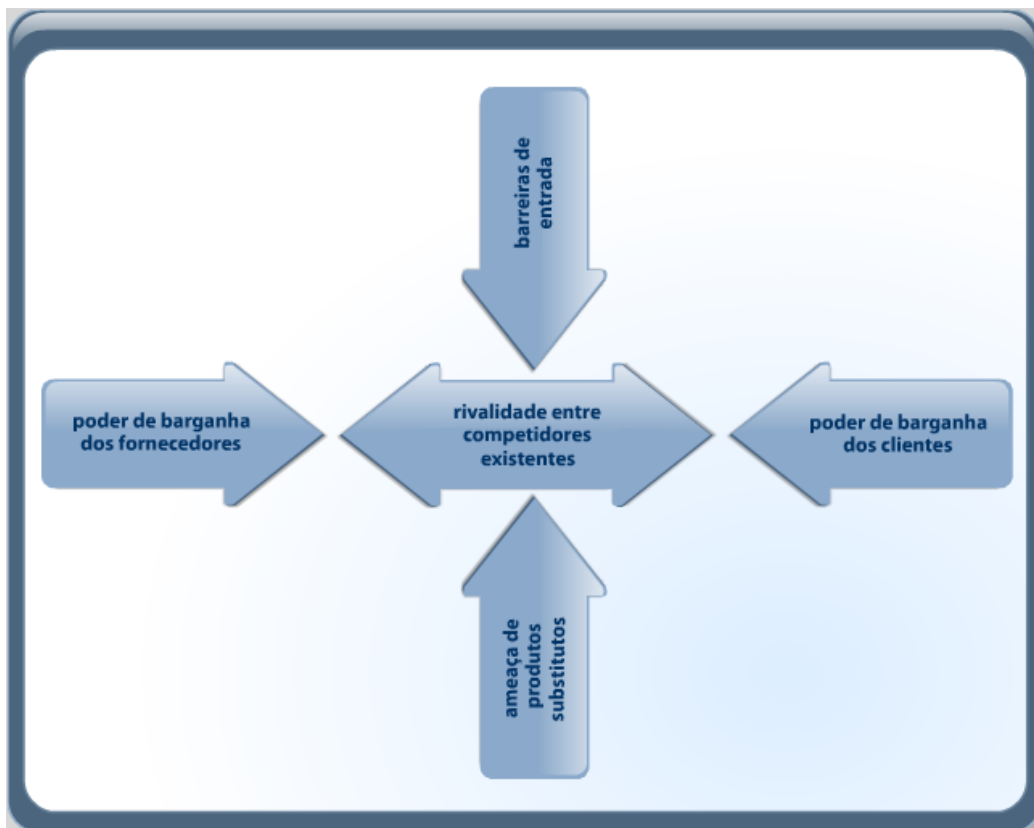 barreiras de
entrada
poder de barganha
dos fornecedores
rivalidade entre
competidores
existentes
poder de barganha
dos clientes
ameaça de
produtos
substitutos